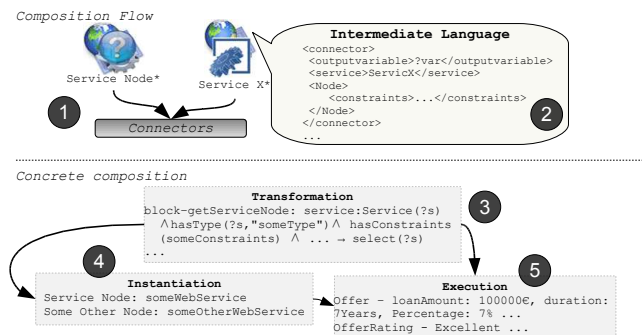 Composition Flow
Intermediate Language
<connector>
<outputvariable>?var</outputvariable>
<service>ServicX</service>
<Node>
<constraints>...</constraints>
</Node>
</connector>
...
?
Service Node*
Service X*
1
2
Connectors
Concrete composition
Transformation
block-getServiceNode: service:Service(?s)
∧hasType(?s,"someType")∧ hasConstraints
(someConstraints) ∧ ... → select(?s)
...
3
4
5
Instantiation
Service Node: someWebService
Some Other Node: someOtherWebService
Execution
Offer - loanAmount: 100000€, duration:
7Years, Percentage: 7% ...
OfferRating - Excellent ...